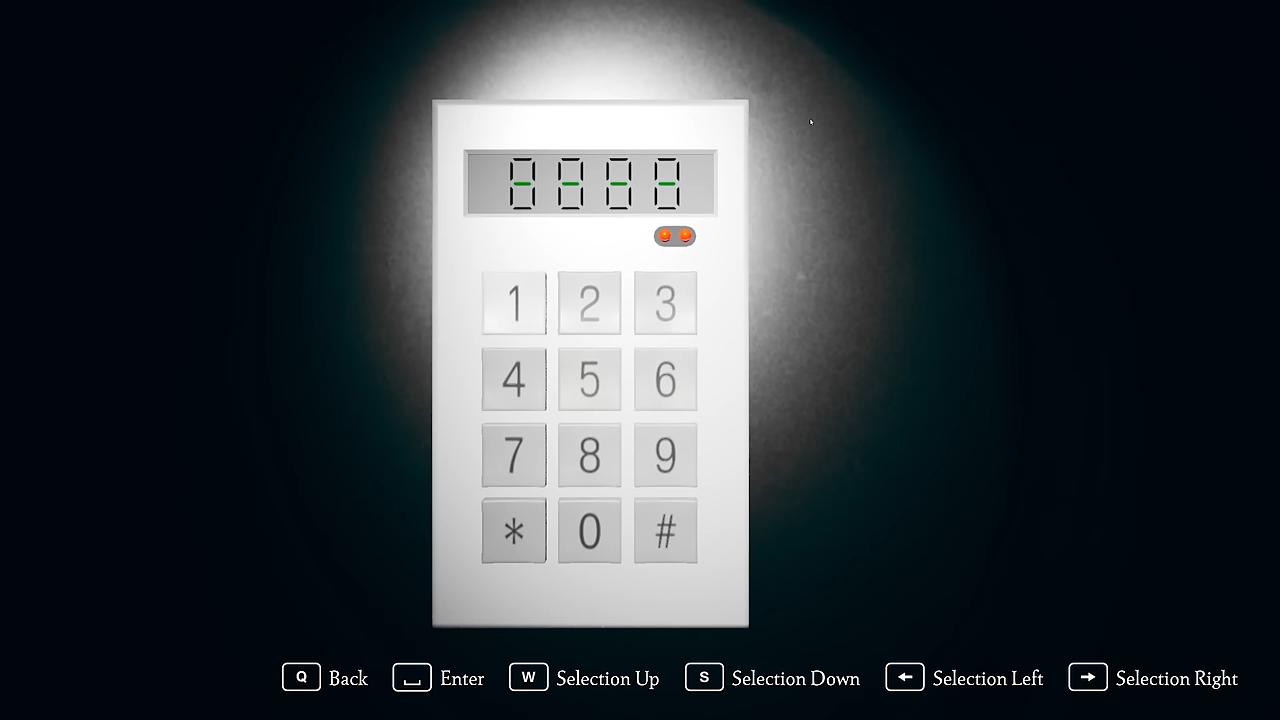 ----
1 2 3
4 5 6
7 8 9
* 0 #
Q Back Enter W Selection Up S Selection Down ← Selection Left → Selection Right